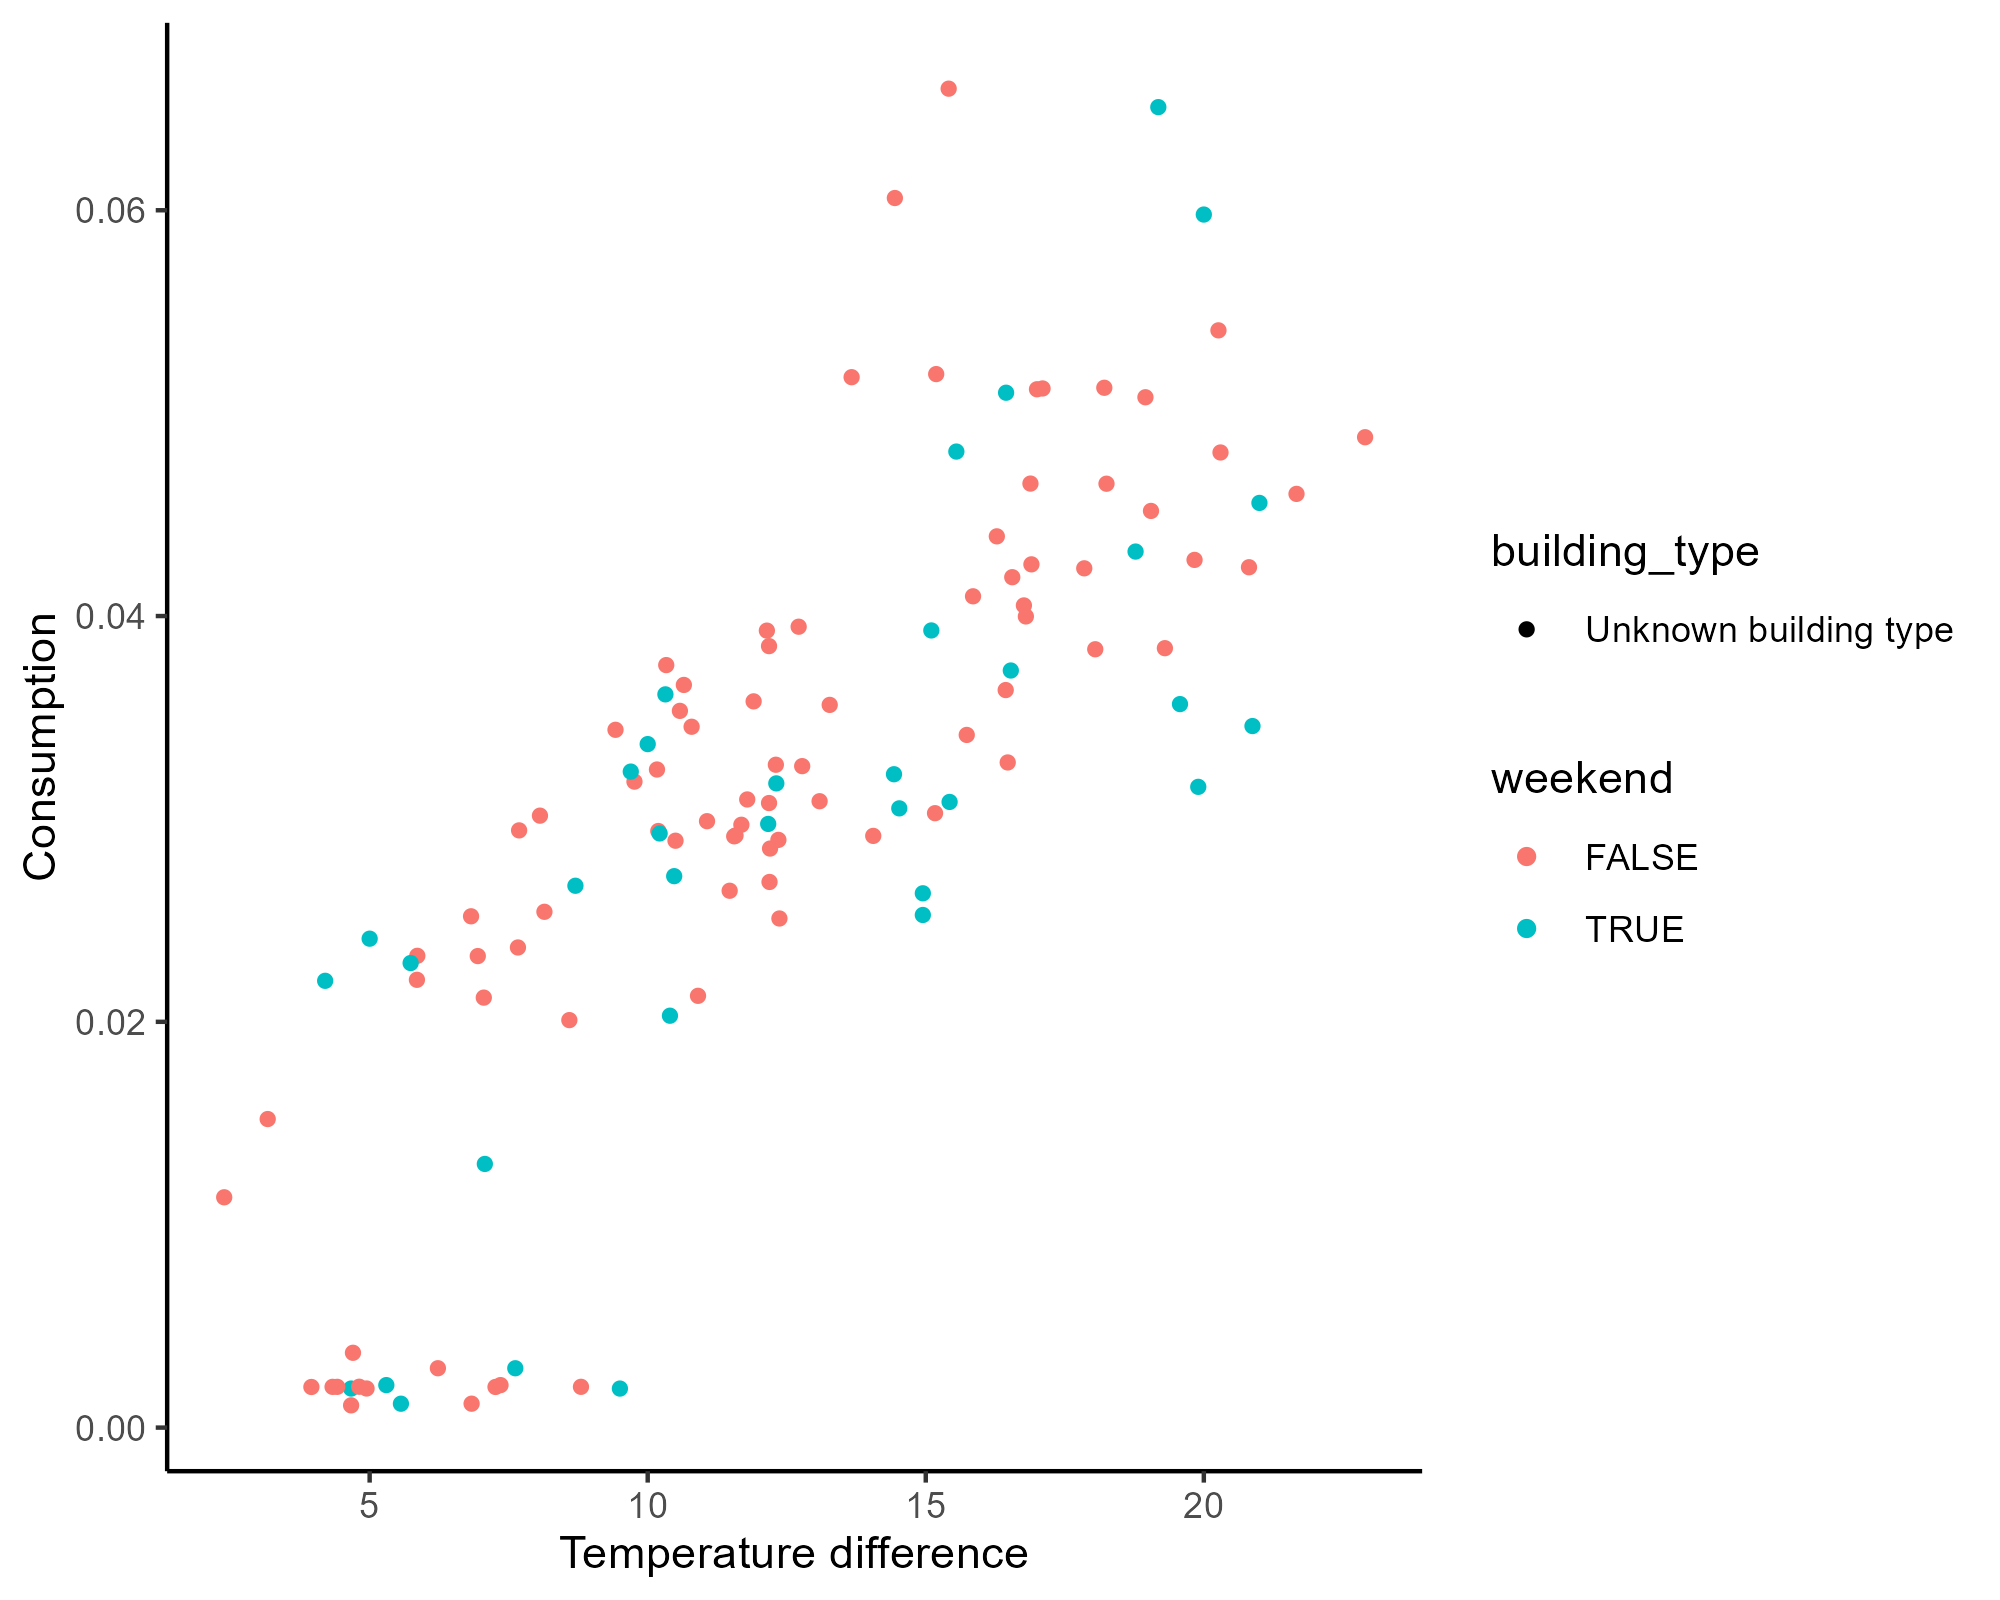 0.06
0.04
0.02
0.00
Consumption
5
10
15
20
Temperature difference
building_type
Unknown building type
weekend
FALSE
TRUE